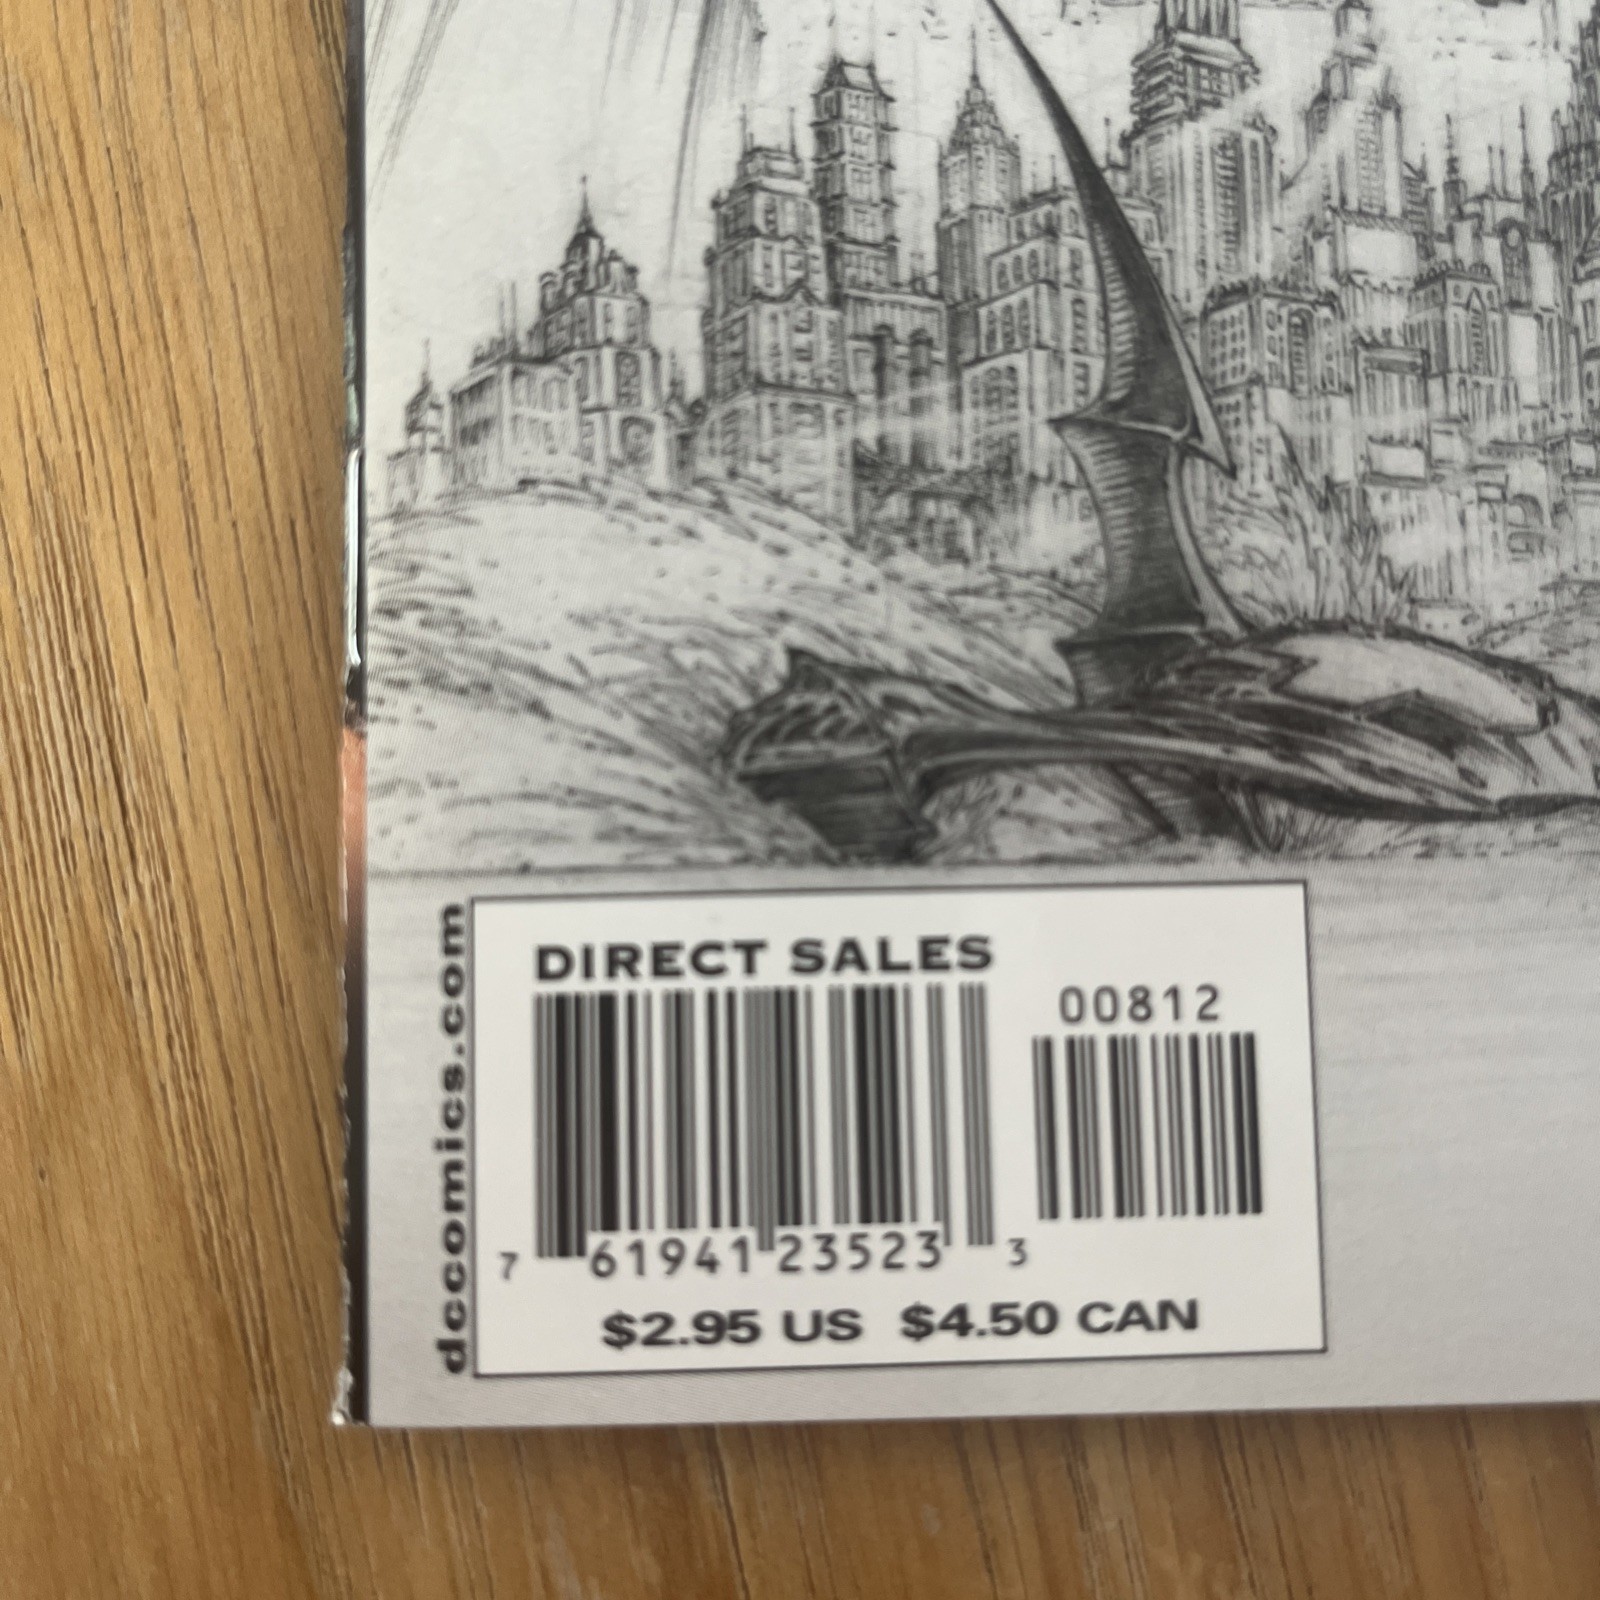 dccomics.com
DIRECT SALES
00812
7 61941 23523 3
$2.95 US $4.50 CAN